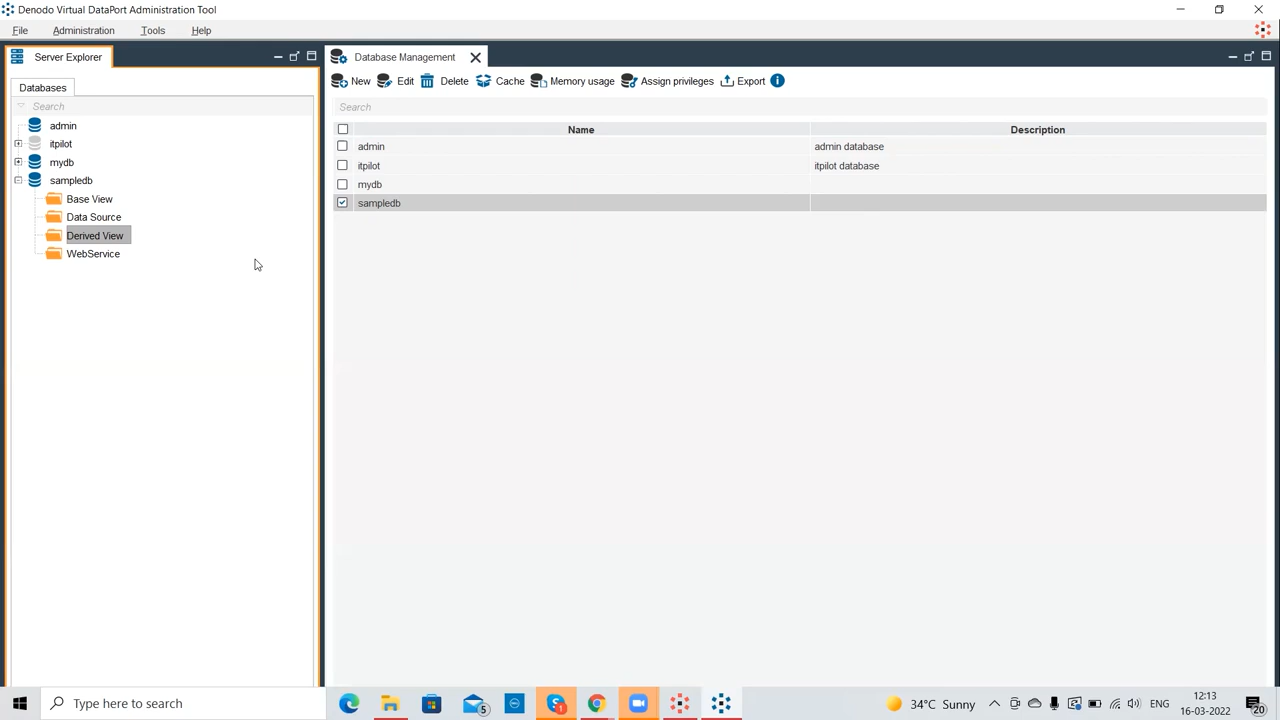 Denodo Virtual DataPort Administration Tool
File Administration Tools Help
Server Explorer
Databases
Search
admin
itpilot
mydb
sampledb
Base View
Data Source
Derived View
WebService
Database Management
New Edit Delete Cache Memory usage Assign privileges Export
Search
Name Description
admin admin database
itpilot itpilot database
mydb
sampledb
Type here to search
5
1
34°C Sunny
ENG
12:13
16-03-2022
20